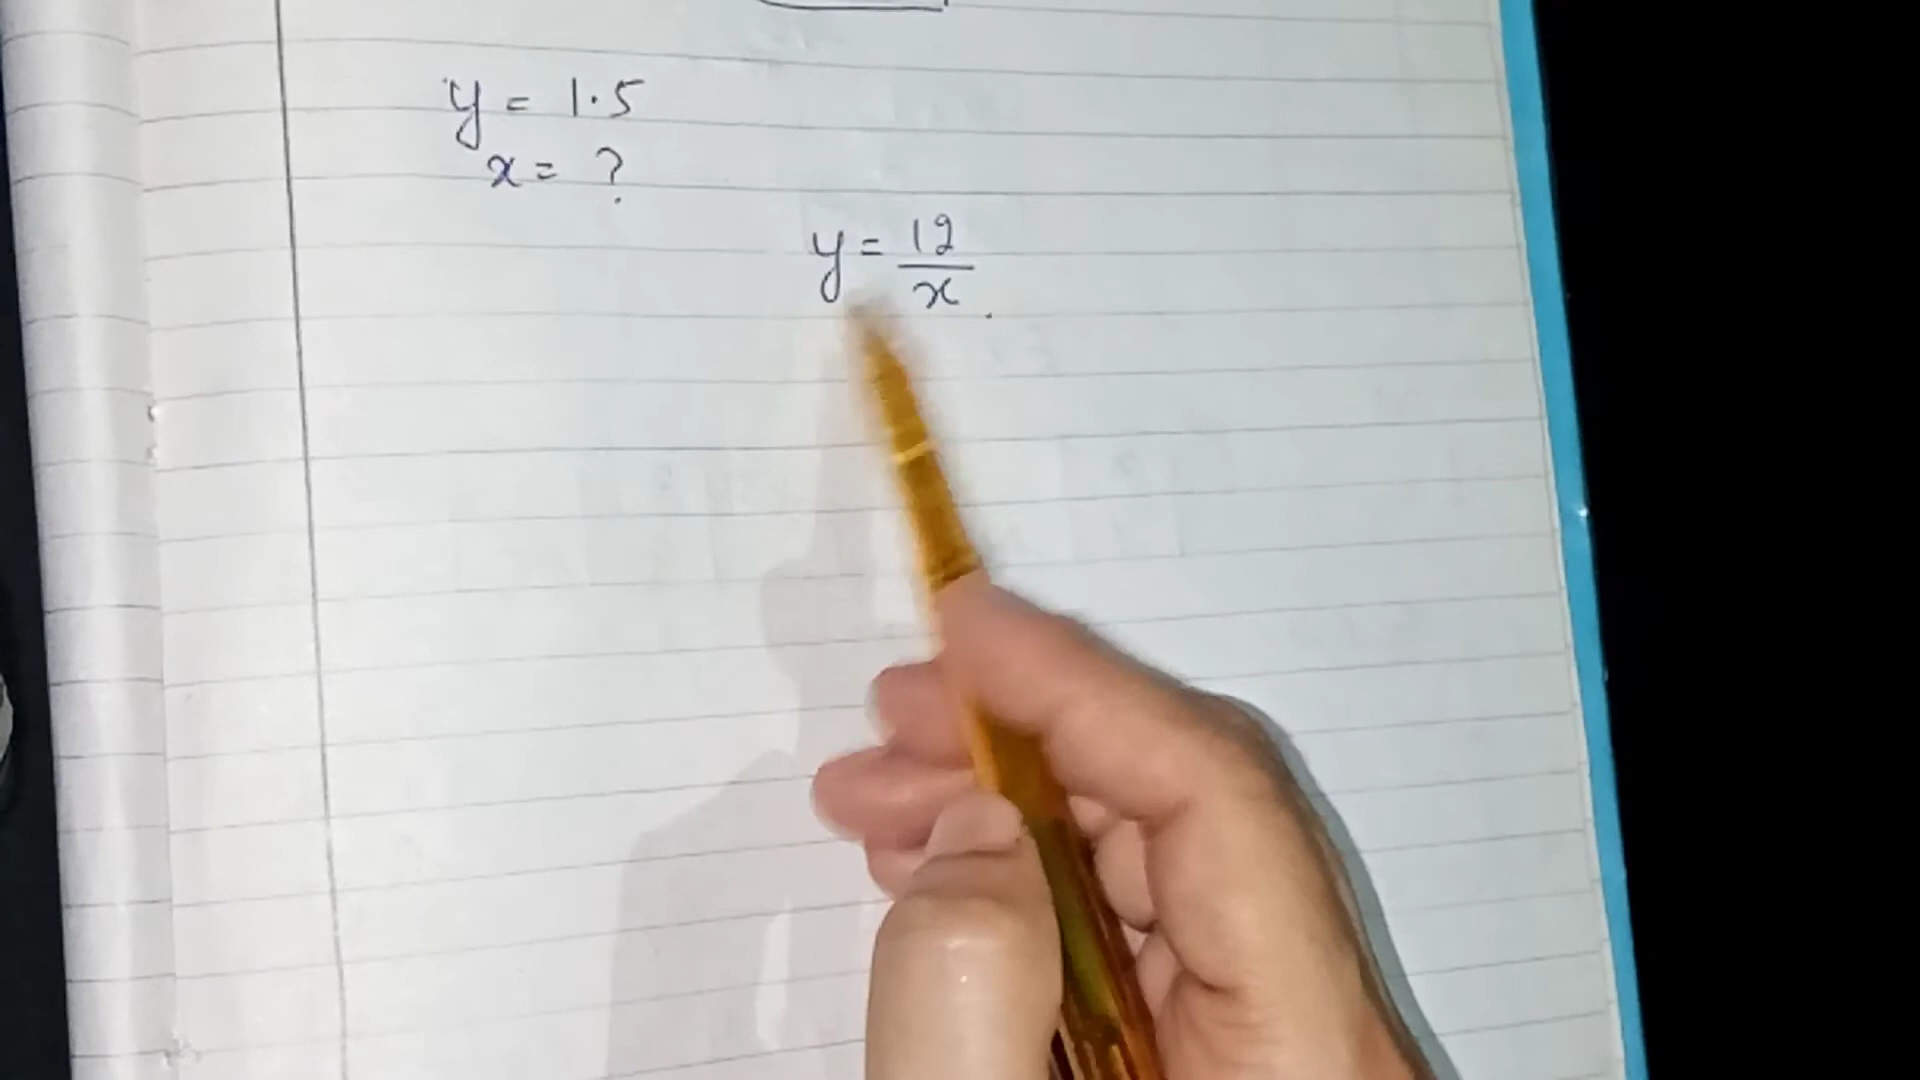 y = 1.5
x = ?
y = 12/x